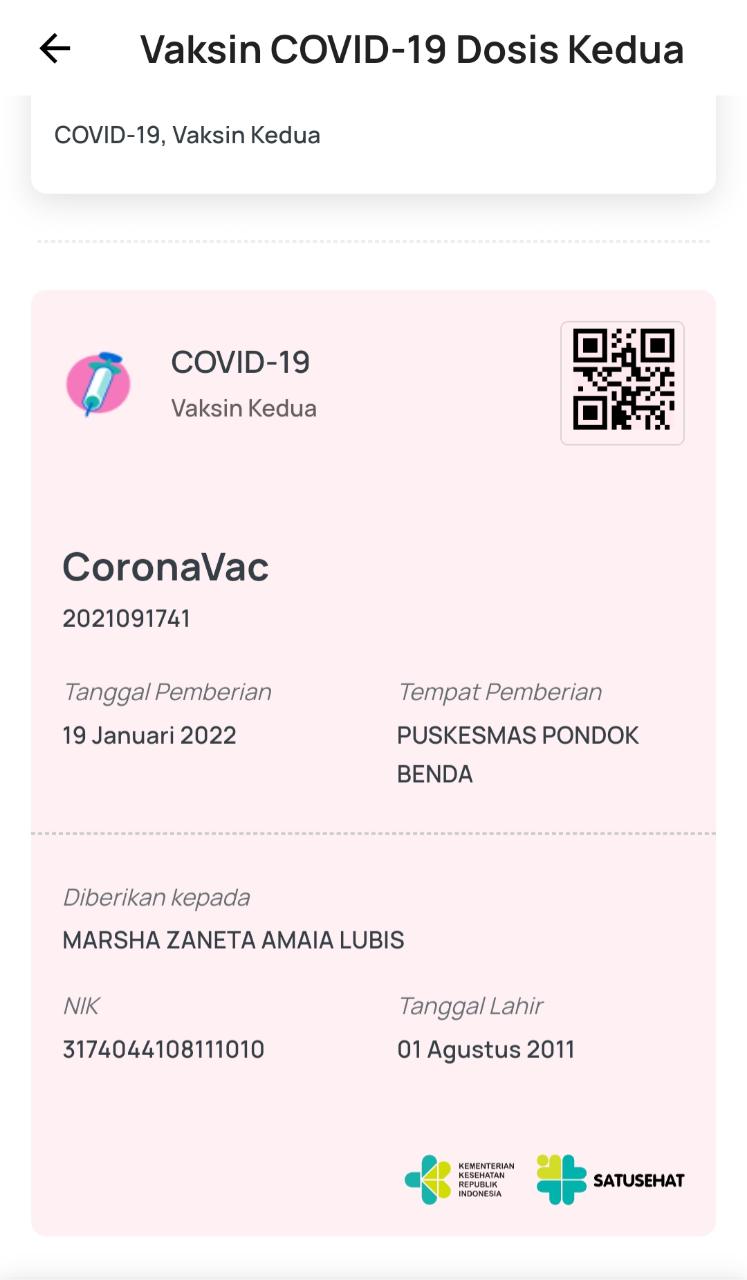 Vaksin COVID-19 Dosis Kedua
COVID-19, Vaksin Kedua
COVID-19
Vaksin Kedua
CoronaVac
2021091741
Tanggal Pemberian
19 Januari 2022
Tempat Pemberian
PUSKESMAS PONDOK
BENDA
Diberikan kepada
MARSHA ZANETA AMAIA LUBIS
NIK
3174044108111010
Tanggal Lahir
01 Agustus 2011
KEMENTERIAN
KESEHATAN
REPUBLIK
INDONESIA
SATUSEHAT